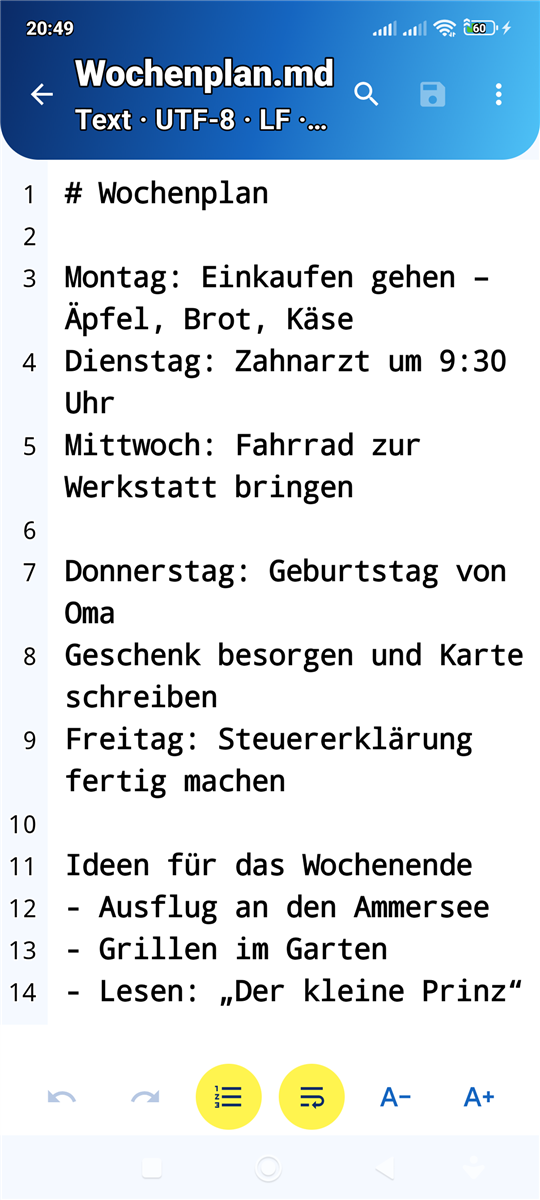 20:49
60
Wochenplan.md
Text · UTF-8 · LF ·…
1 # Wochenplan
2
3 Montag: Einkaufen gehen –
Äpfel, Brot, Käse
4 Dienstag: Zahnarzt um 9:30
Uhr
5 Mittwoch: Fahrrad zur
Werkstatt bringen
6
7 Donnerstag: Geburtstag von
Oma
8 Geschenk besorgen und Karte
schreiben
9 Freitag: Steuererklärung
fertig machen
10
11 Ideen für das Wochenende
12 - Ausflug an den Ammersee
13 - Grillen im Garten
14 - Lesen: „Der kleine Prinz“
A- A+